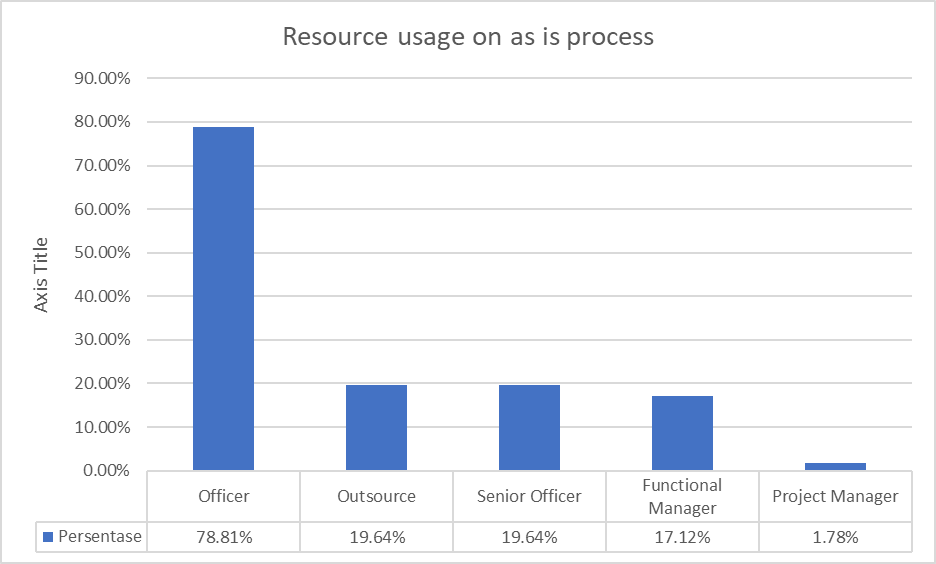 Resource usage on as is process
90.00%
80.00%
70.00%
60.00%
50.00%
40.00%
30.00%
20.00%
10.00%
0.00%
Axis Title
Officer
Outsource
Senior Officer
Functional
Manager
Project Manager
Persentase
78.81%
19.64%
19.64%
17.12%
1.78%